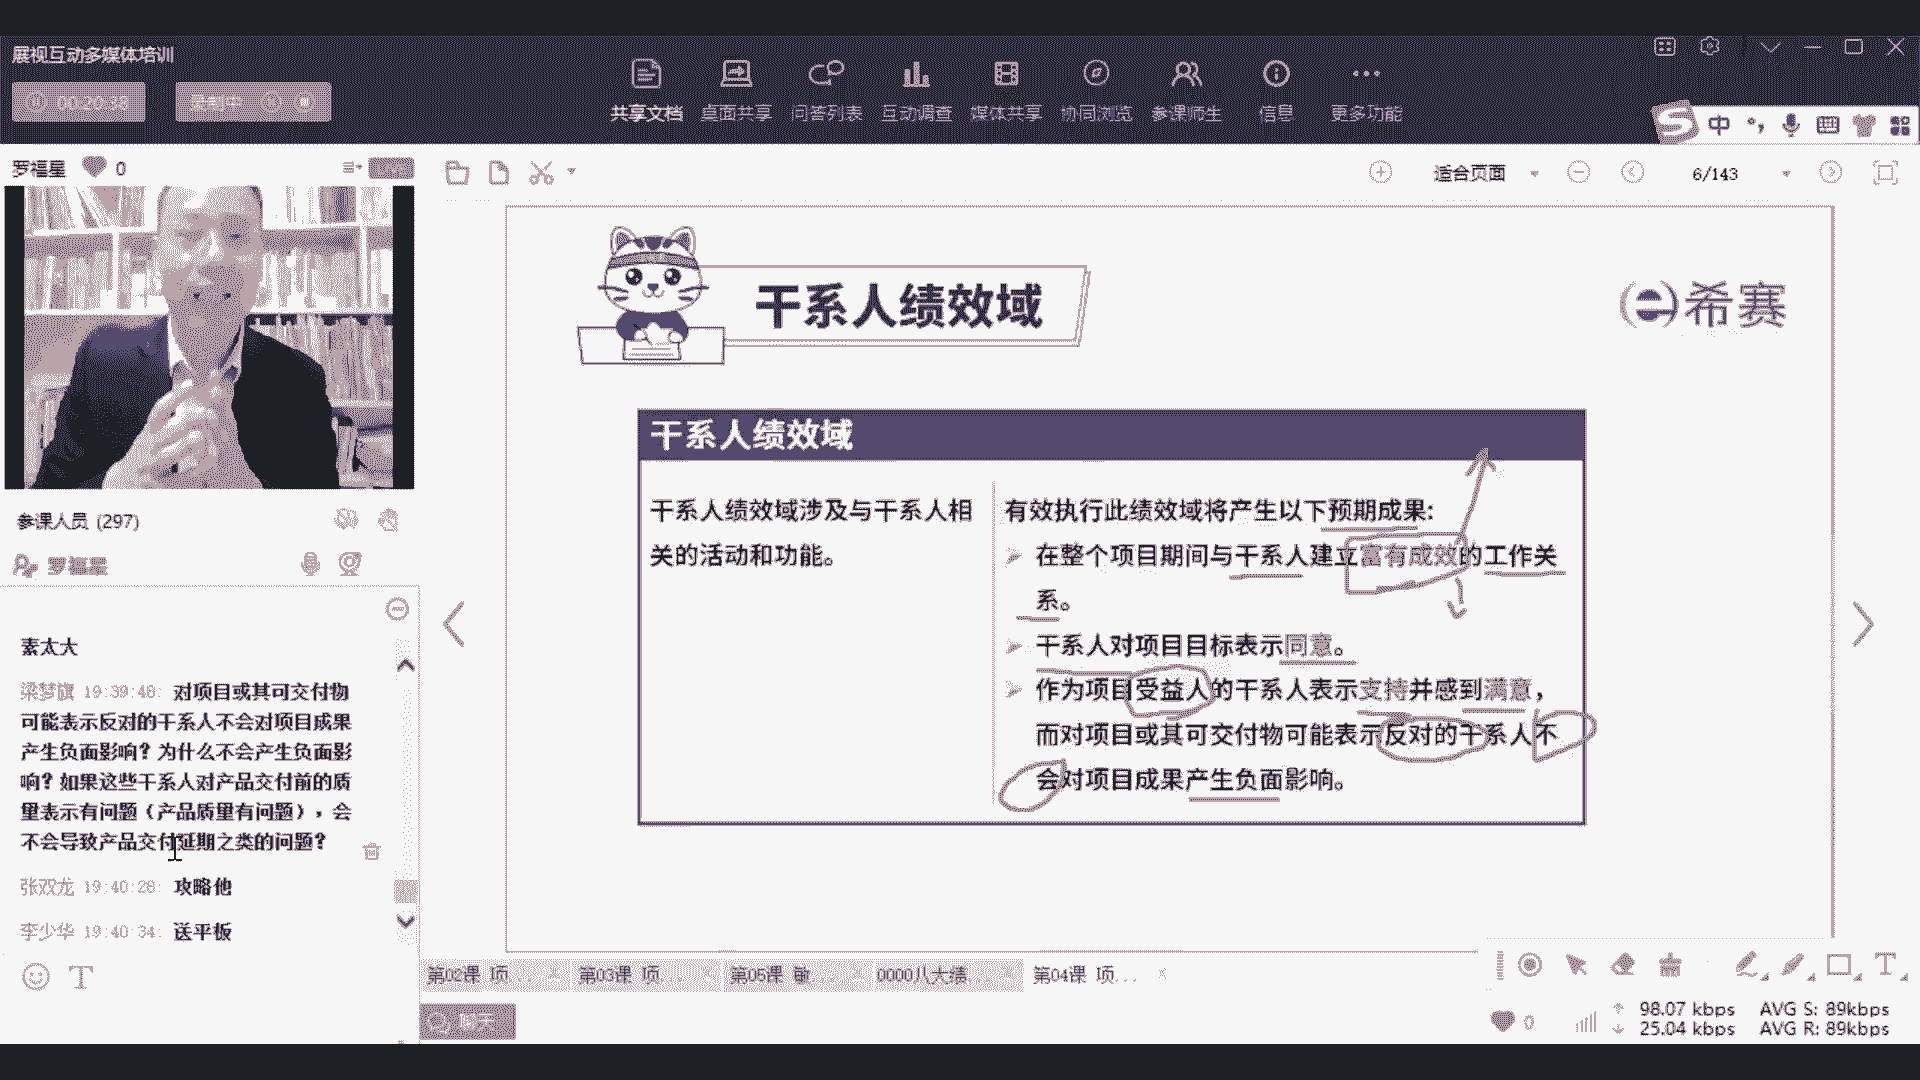 展视互动多媒体培训
00:20:38
录制中
共享文档 桌面共享 问答列表 互动调查 媒体共享 协同浏览 参课师生 信息 更多功能
中
罗福星 0
适合页面
6/143
干系人绩效域
希赛
干系人绩效域
干系人绩效域涉及与干系人相
关的活动和功能。
有效执行此绩效域将产生以下预期成果:
在整个项目期间与干系人建立富有成效的工作关
系。
干系人对项目目标表示同意。
作为项目受益人的干系人表示支持并感到满意，
而对项目或其可交付物可能表示反对的干系人不
会对项目成果产生负面影响。
参课人员 (297)
罗福星
素太大
梁梦旗 19:39:48: 对项目或其可交付物
可能表示反对的干系人不会对项目成果
产生负面影响？为什么不会产生负面影
响？如果这些干系人对产品交付前的质
量表示有问题（产品质量有问题），会
不会导致产品交付延期之类的问题？
张双龙 19:40:28: 攻略他
李少华 19:40:34: 送平板
第02课 项...
第03课 项...
第05课 敏...
0000八大绩...
第04课 项...
聊天
0
98.07 kbps AVG S: 89kbps
25.04 kbps AVG R: 89kbps